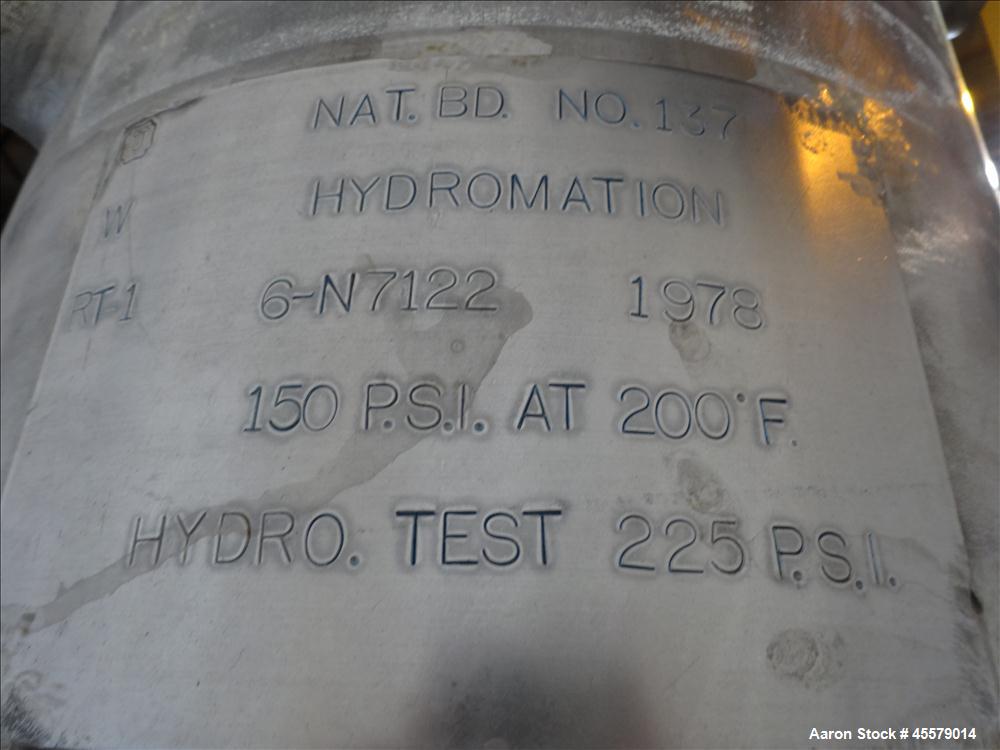 NAT. BD. NO. 137
HYDROMATION
W
RT-1 6-N7122 1978
150 P.S.I. AT 200°F.
HYDRO. TEST 225 P.S.I.
Aaron Stock # 45579014